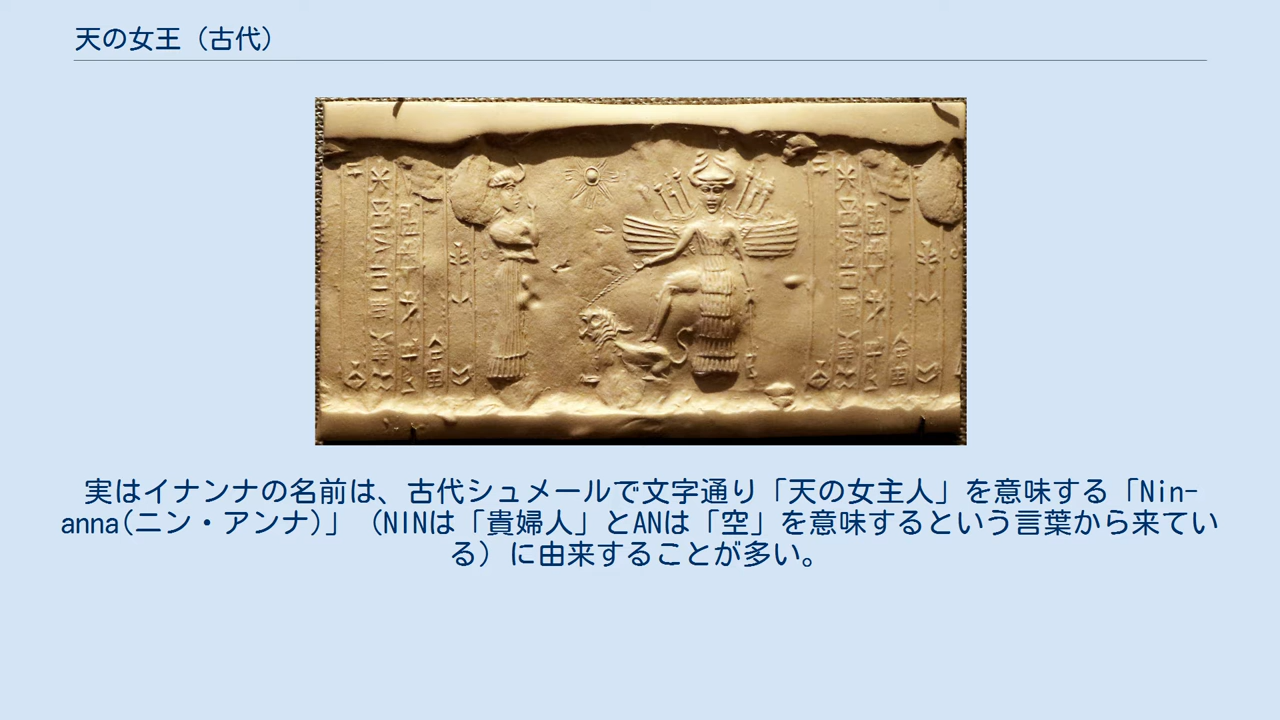 天の女王（古代）
実はイナンナの名前は、古代シュメールで文字通り「天の女主人」を意味する「Nin-
anna(ニン・アンナ)」（NINは「貴婦人」とANは「空」を意味するという言葉から来てい
る）に由来することが多い。